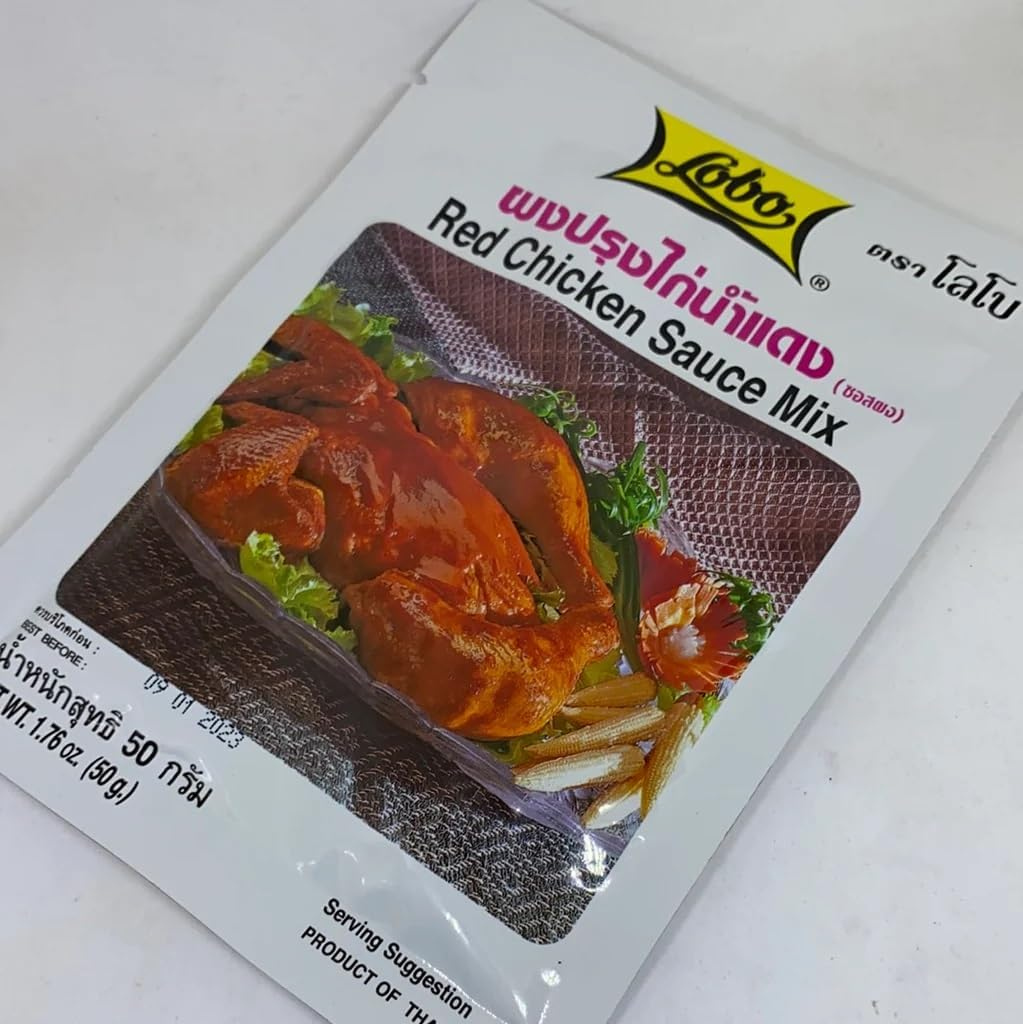 Lobo
®
ตรา โลโบ
ผงปรุงไก่น้ำแดง
(ซอสผง)
Red Chicken Sauce Mix
ควรบริโภคก่อน :
BEST BEFORE :
09 01 2023
น้ำหนักสุทธิ 50 กรัม
T.WT. 1.76 oz. (50g.)
Serving Suggestion
PRODUCT OF THA